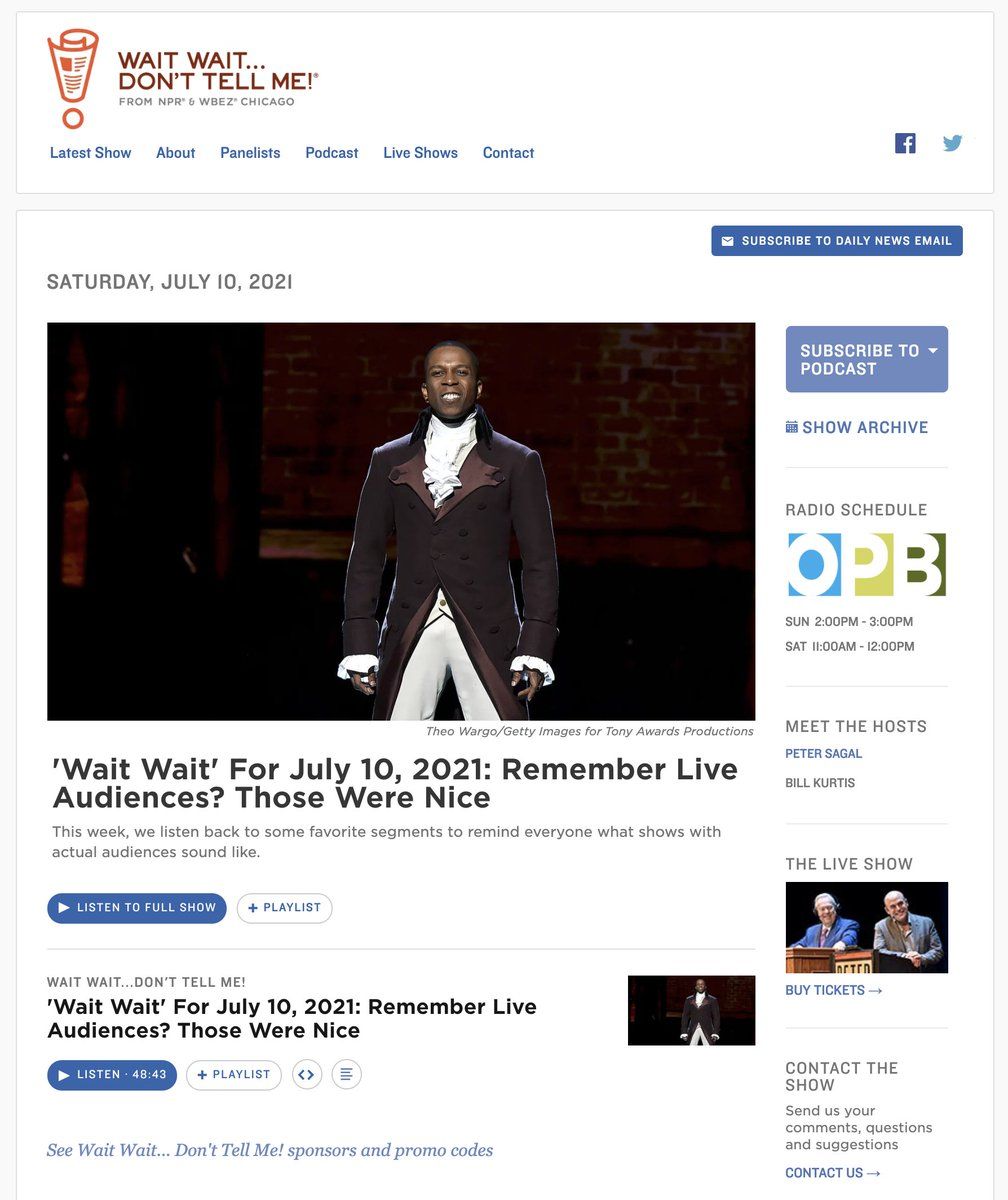 WAIT WAIT...
DON'T TELL ME!®
FROM NPR® & WBEZ® CHICAGO
Latest Show About Panelists Podcast Live Shows Contact
SUBSCRIBE TO DAILY NEWS EMAIL
SATURDAY, JULY 10, 2021
Theo Wargo/Getty Images for Tony Awards Productions
'Wait Wait' For July 10, 2021: Remember Live
Audiences? Those Were Nice
This week, we listen back to some favorite segments to remind everyone what shows with
actual audiences sound like.
LISTEN TO FULL SHOW + PLAYLIST
WAIT WAIT...DON'T TELL ME!
'Wait Wait' For July 10, 2021: Remember Live
Audiences? Those Were Nice
LISTEN · 48:43 + PLAYLIST
See Wait Wait... Don't Tell Me! sponsors and promo codes
SUBSCRIBE TO
PODCAST
SHOW ARCHIVE
RADIO SCHEDULE
OPB
SUN 2:00PM - 3:00PM
SAT 11:00AM - 12:00PM
MEET THE HOSTS
PETER SAGAL
BILL KURTIS
THE LIVE SHOW
PETER
BUY TICKETS →
CONTACT THE
SHOW
Send us your
comments, questions
and suggestions
CONTACT US →